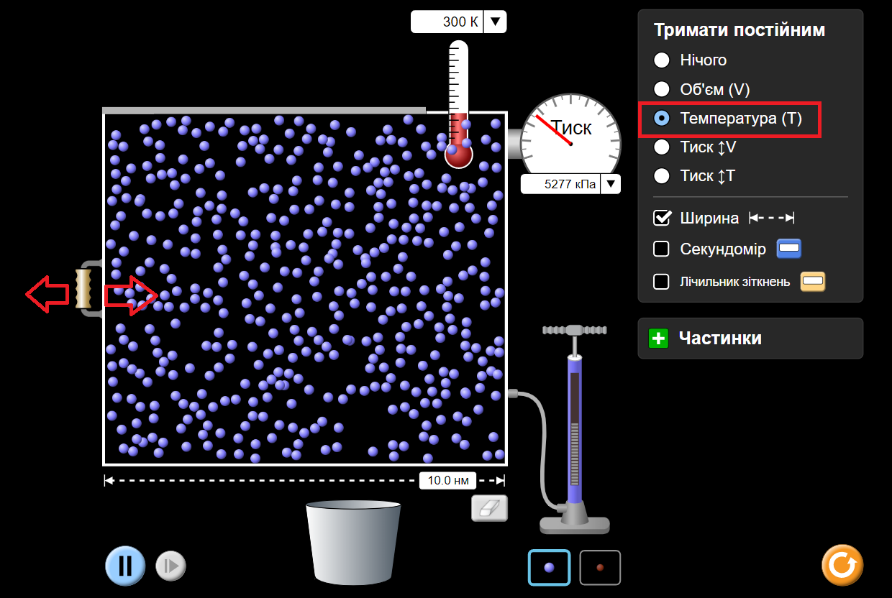 300 К
Тиск
5277 кПа
Тримати постійним
Нічого
Об'єм (V)
Температура (T)
Тиск ↕V
Тиск ↕T
Ширина
Секундомір
Лічильник зіткнень
Частинки
10.0 нм